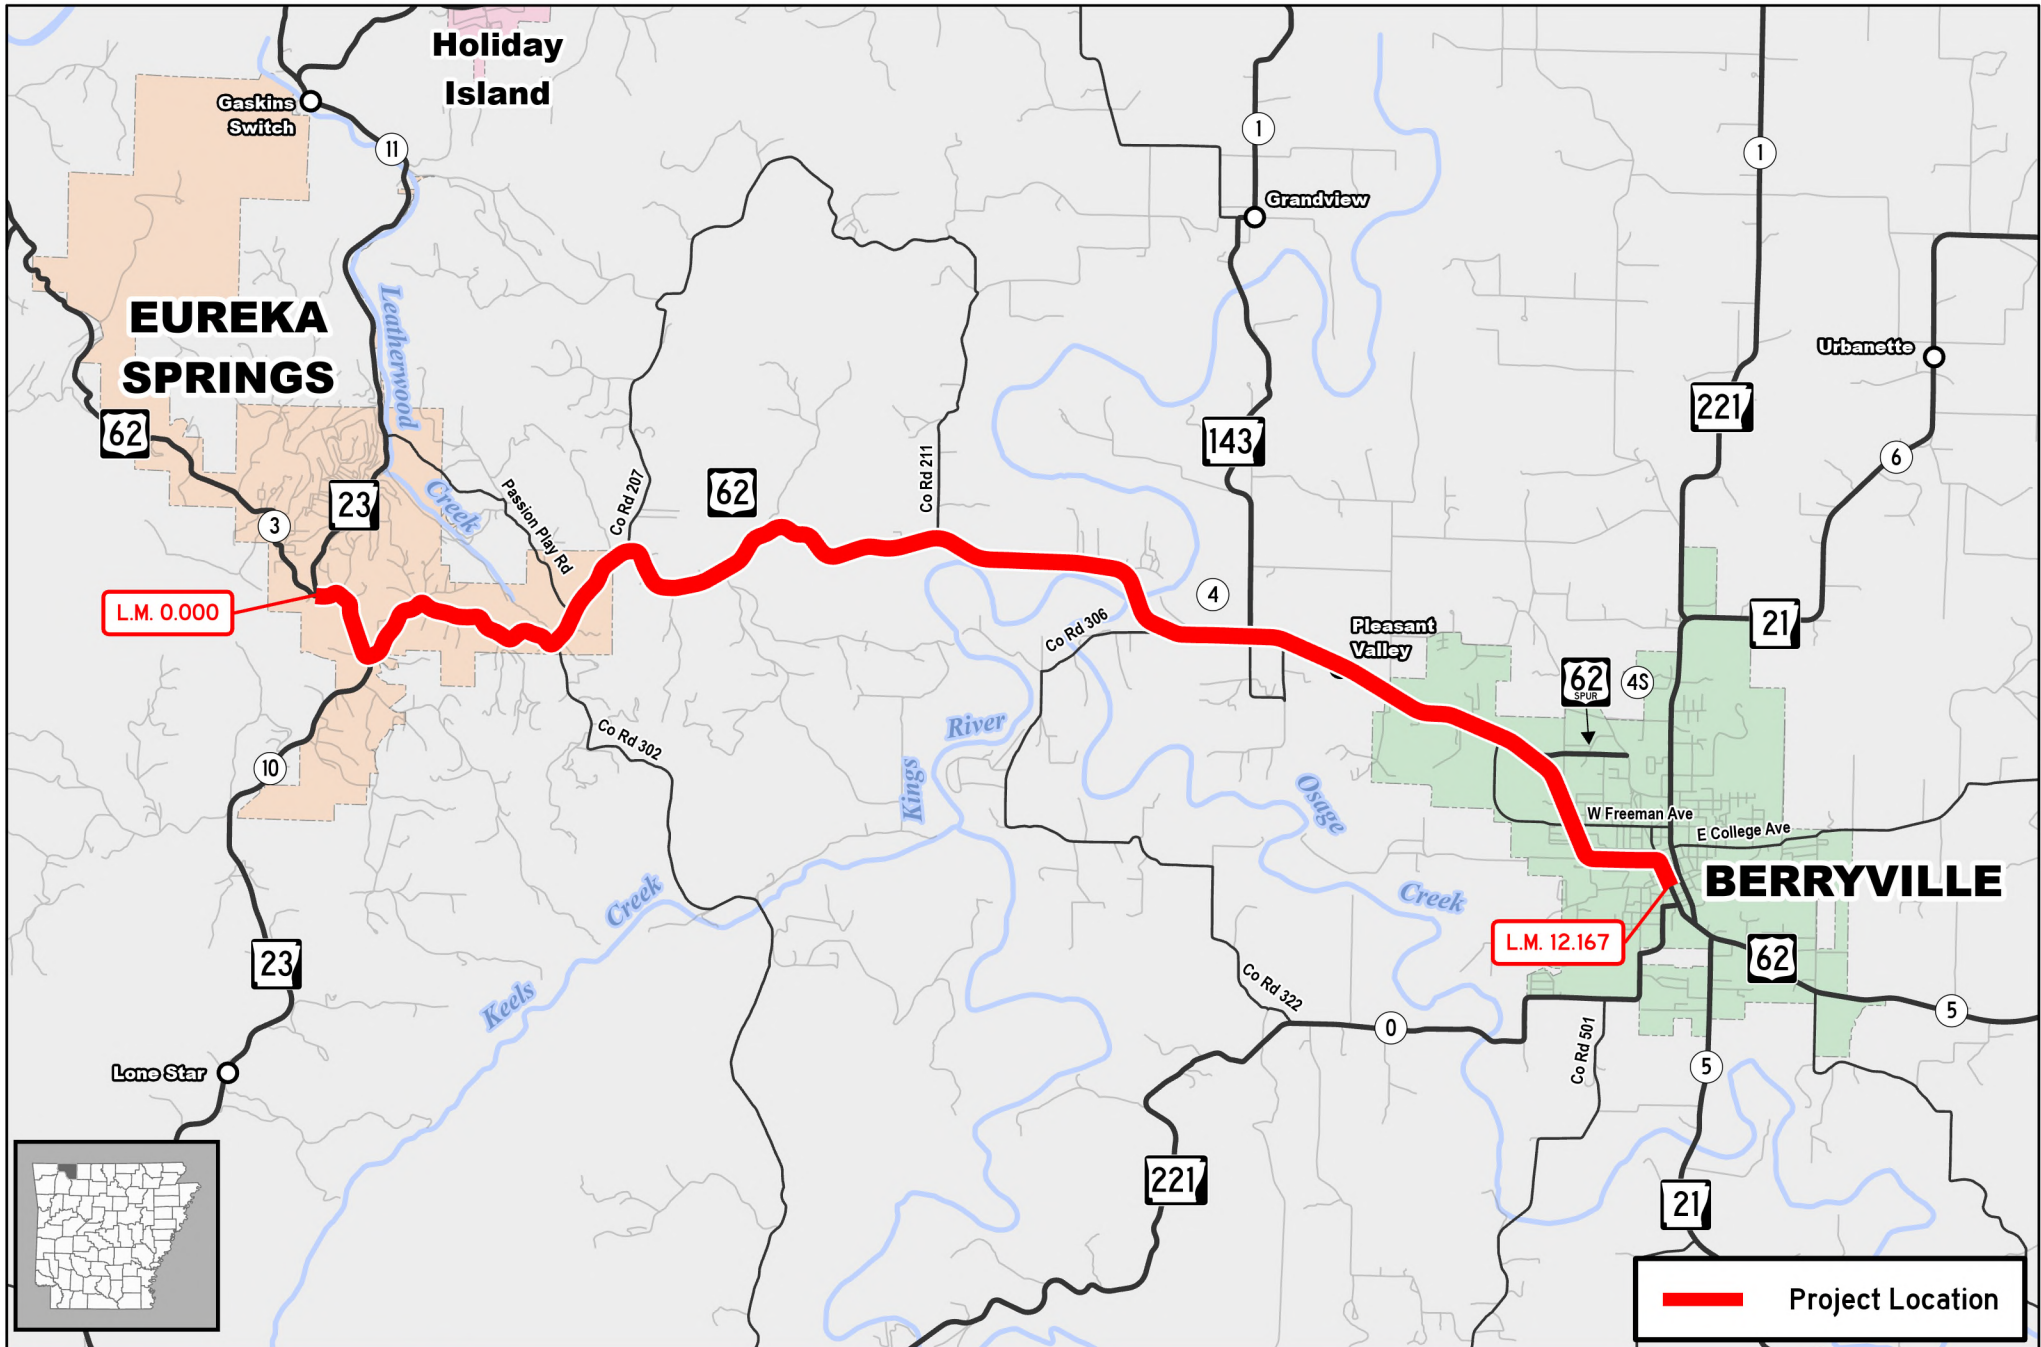 Holiday
Island
Gaskins
Switch
11
1
1
Grandview
EUREKA
SPRINGS
Leatherwood
Creek
Urbanette
62
23
3
Passion Play Rd
Co Rd 207
62
Co Rd 211
143
221
6
L.M. 0.000
4
Co Rd 306
Pleasant
Valley
21
62
SPUR
4S
10
Co Rd 302
Kings
River
Osage
Creek
W Freeman Ave
E College Ave
BERRYVILLE
L.M. 12.167
62
23
Keels
Creek
Co Rd 322
0
Co Rd 501
5
5
Lone Star
221
21
Project Location